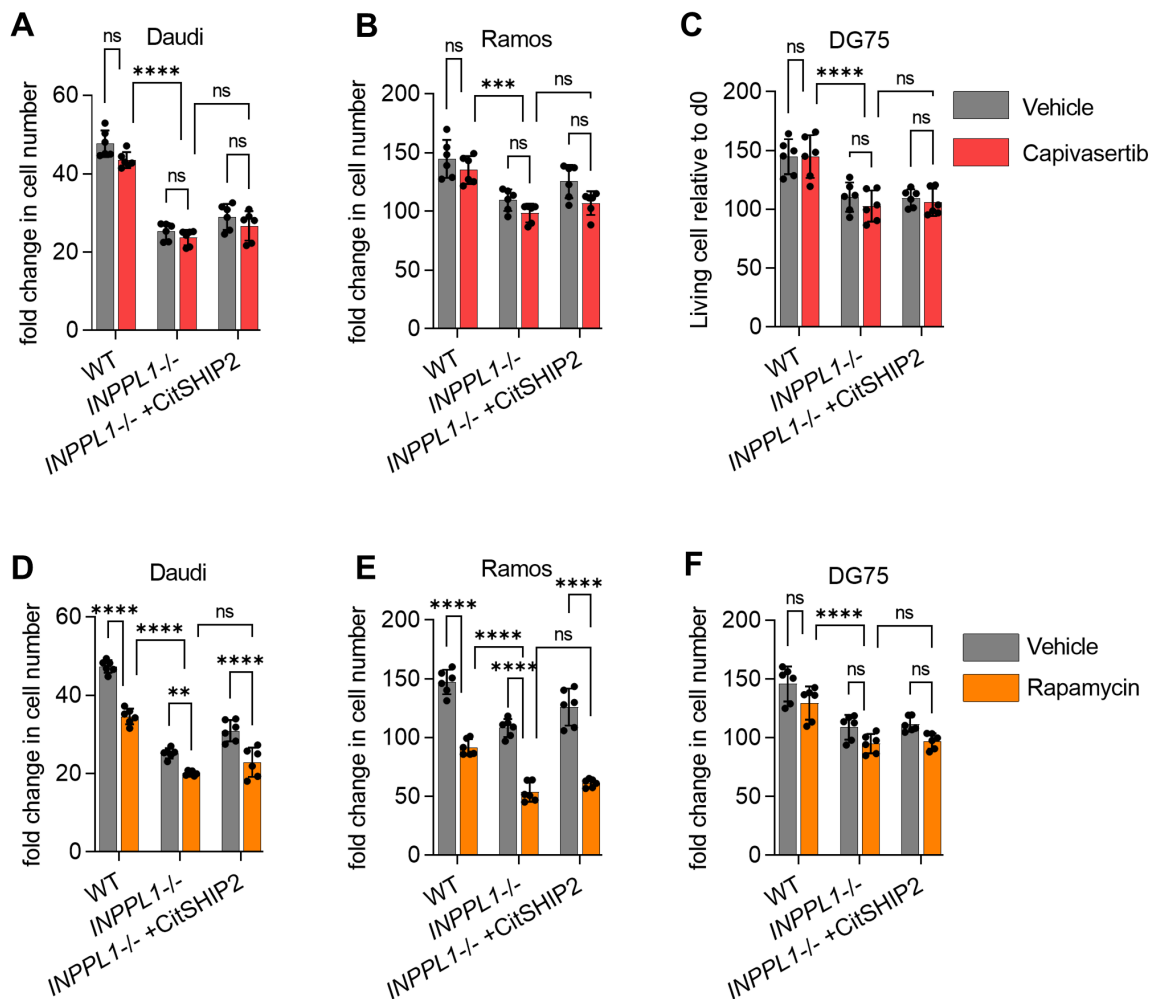 A
Daudi
fold change in cell number
60
40
20
0
ns
****
ns
ns
ns
WT
INPPL1-/-
INPPL1-/- +CitSHIP2
B
Ramos
fold change in cell number
200
150
100
50
0
ns
***
ns
ns
ns
WT
INPPL1-/-
INPPL1-/- +CitSHIP2
C
DG75
Living cell relative to d0
200
150
100
50
0
ns
****
ns
ns
ns
WT
INPPL1-/-
INPPL1-/- +CitSHIP2
Vehicle
Capivasertib
D
Daudi
fold change in cell number
60
40
20
0
****
****
ns
**
****
WT
INPPL1-/-
INPPL1-/- +CitSHIP2
E
Ramos
fold change in cell number
200
150
100
50
0
****
****
****
ns
****
WT
INPPL1-/-
INPPL1-/- +CitSHIP2
F
DG75
fold change in cell number
200
150
100
50
0
ns
****
ns
ns
ns
WT
INPPL1-/-
INPPL1-/- +CitSHIP2
Vehicle
Rapamycin